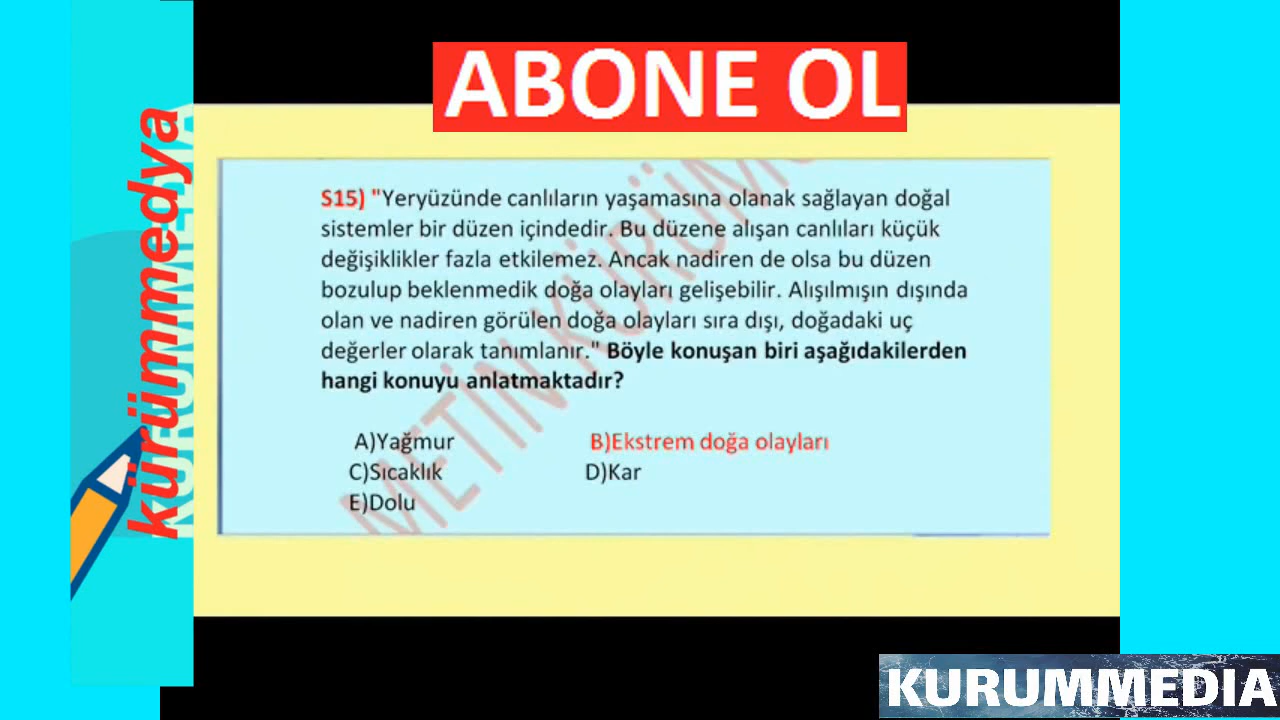 ABONE OL
kürümmedya
S15) "Yeryüzünde canlıların yaşamasına olanak sağlayan doğal
sistemler bir düzen içindedir. Bu düzene alışan canlıları küçük
değişiklikler fazla etkilemez. Ancak nadiren de olsa bu düzen
bozulup beklenmedik doğa olayları gelişebilir. Alışılmışın dışında
olan ve nadiren görülen doğa olayları sıra dışı, doğadaki uç
değerler olarak tanımlanır." Böyle konuşan biri aşağıdakilerden
hangi konuyu anlatmaktadır?
A)Yağmur B)Ekstrem doğa olayları
C)Sıcaklık D)Kar
E)Dolu
METİN KÜRÜM
KURUMMEDIA